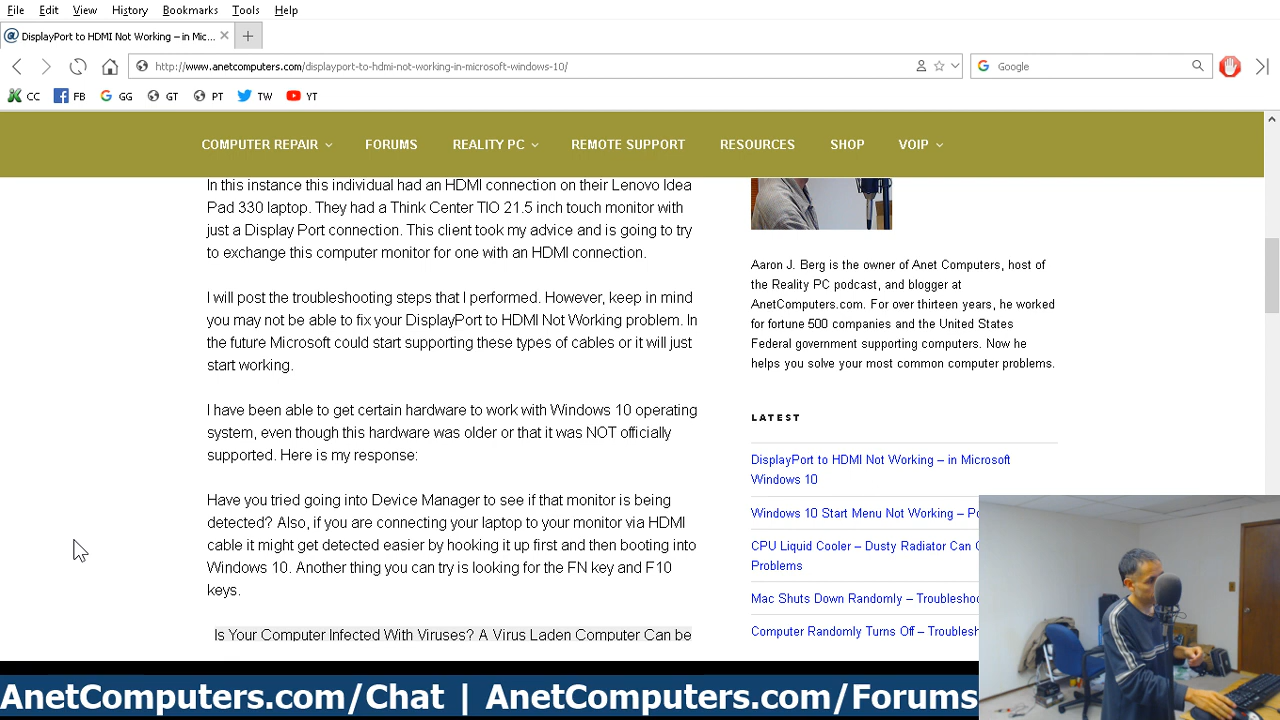 File Edit View History Bookmarks Tools Help
@ DisplayPort to HDMI Not Working – in Mic...
http://www.anetcomputers.com/displayport-to-hdmi-not-working-in-microsoft-windows-10/
Google
CC FB GG GT PT TW YT
COMPUTER REPAIR FORUMS REALITY PC REMOTE SUPPORT RESOURCES SHOP VOIP
In this instance this individual had an HDMI connection on their Lenovo Idea
Pad 330 laptop. They had a Think Center TIO 21.5 inch touch monitor with
just a Display Port connection. This client took my advice and is going to try
to exchange this computer monitor for one with an HDMI connection.
I will post the troubleshooting steps that I performed. However, keep in mind
you may not be able to fix your DisplayPort to HDMI Not Working problem. In
the future Microsoft could start supporting these types of cables or it will just
start working.
I have been able to get certain hardware to work with Windows 10 operating
system, even though this hardware was older or that it was NOT officially
supported. Here is my response:
Have you tried going into Device Manager to see if that monitor is being
detected? Also, if you are connecting your laptop to your monitor via HDMI
cable it might get detected easier by hooking it up first and then booting into
Windows 10. Another thing you can try is looking for the FN key and F10
keys.
Is Your Computer Infected With Viruses? A Virus Laden Computer Can be
Aaron J. Berg is the owner of Anet Computers, host of
the Reality PC podcast, and blogger at
AnetComputers.com. For over thirteen years, he worked
for fortune 500 companies and the United States
Federal government supporting computers. Now he
helps you solve your most common computer problems.
LATEST
DisplayPort to HDMI Not Working – in Microsoft
Windows 10
Windows 10 Start Menu Not Working – Po
CPU Liquid Cooler – Dusty Radiator Can C
Problems
Mac Shuts Down Randomly – Troubleshoo
Computer Randomly Turns Off – Troublesh
AnetComputers.com/Chat | AnetComputers.com/Forums